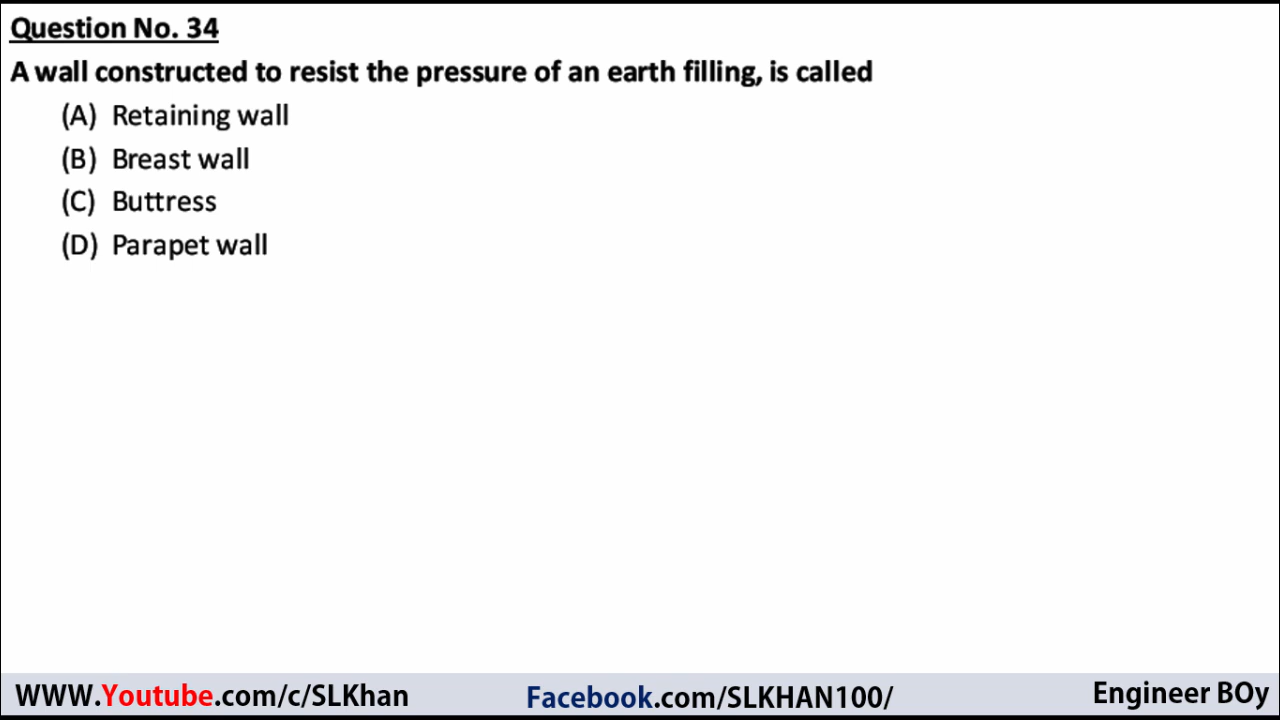 Question No. 34
A wall constructed to resist the pressure of an earth filling, is called
(A) Retaining wall
(B) Breast wall
(C) Buttress
(D) Parapet wall
WWW.Youtube.com/c/SLKhan Facebook.com/SLKHAN100/ Engineer BOy